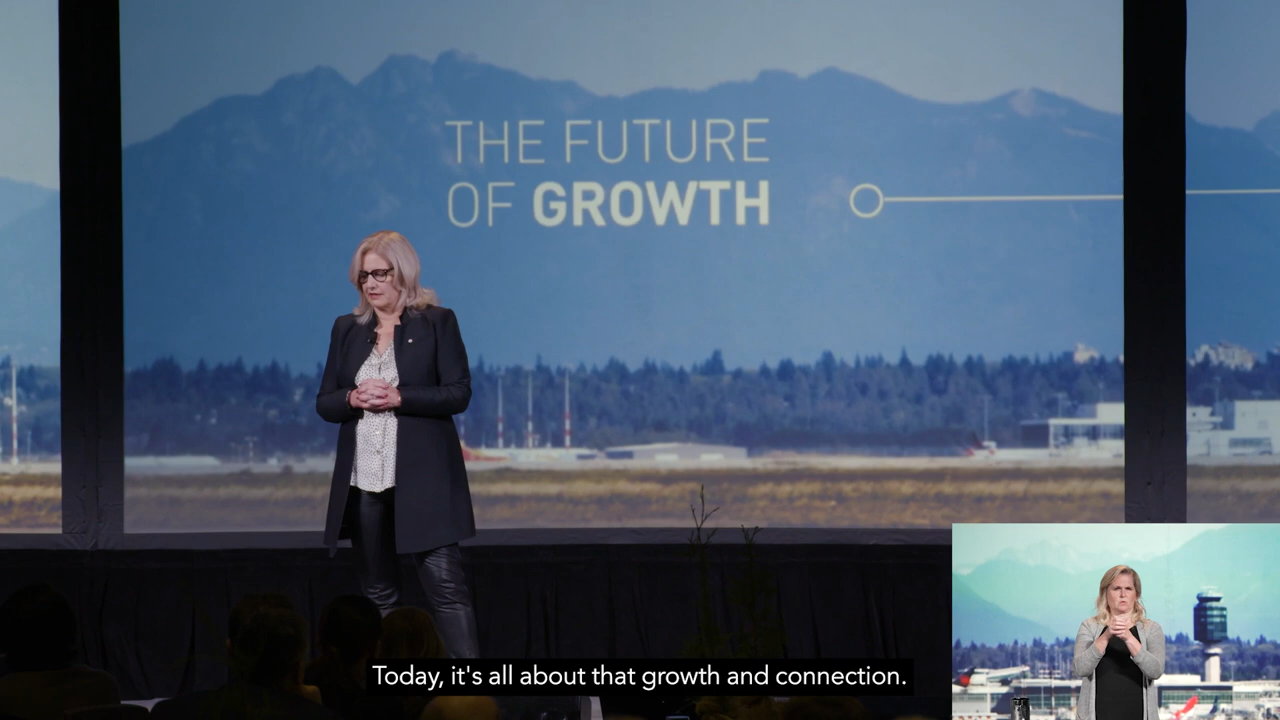 THE FUTURE
OF GROWTH
Today, it's all about that growth and connection.